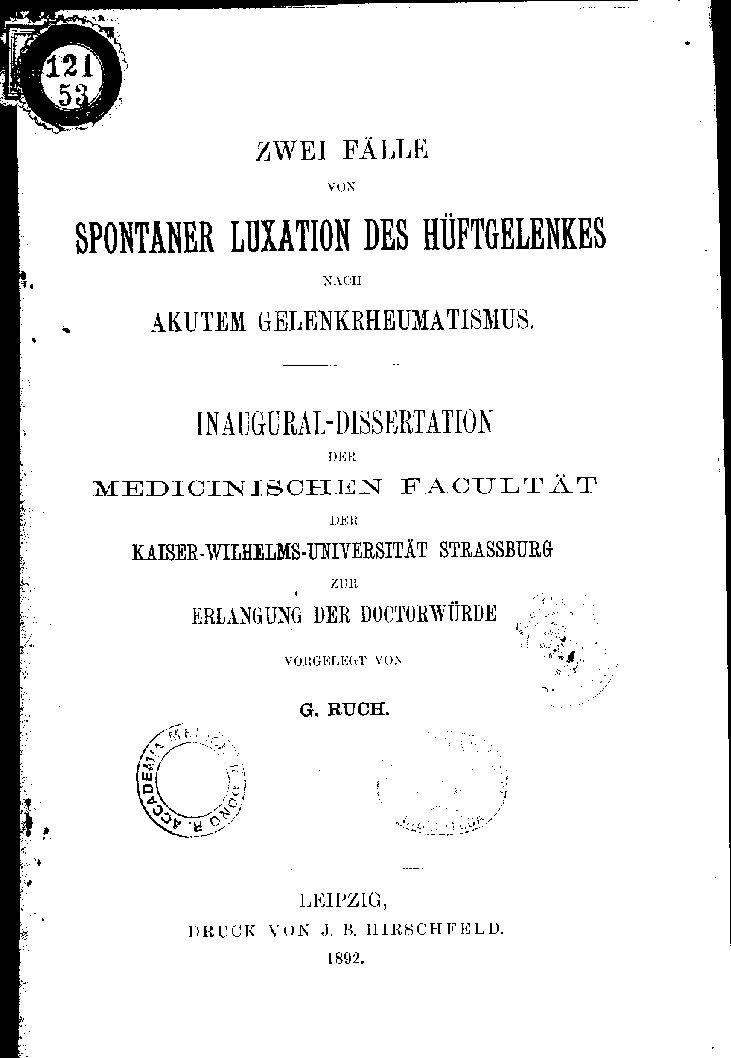 121
53
ZWEI FÄLLE
VON
SPONTANER LUXATION DES HÜFTGELENKES
NACH
AKUTEM GELENKRHEUMATISMUS.
INAUGURAL-DISSERTATION
DER
MEDICINISCHEN FACULTÄT
DER
KAISER-WILHELMS-UNIVERSITÄT STRASSBURG
ZUR
ERLANGUNG DER DOCTORWÜRDE
VORGELEGT VON
G. RUCH.
R. ACCADEMIA
LEIPZIG,
DRUCK VON J. B. HIRSCHFELD.
1892.